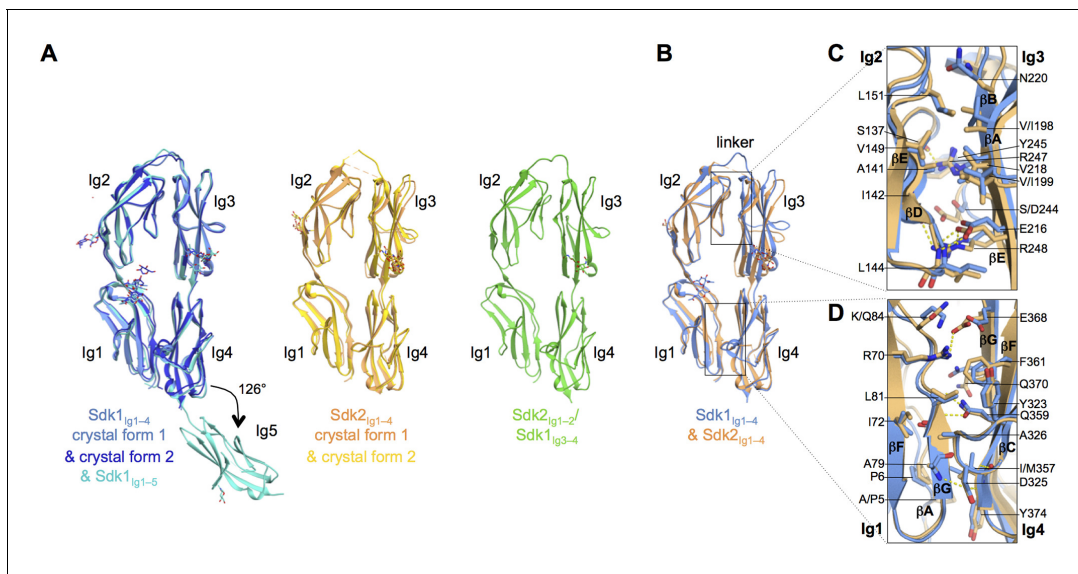 A
Ig2
Ig3
Ig1
Ig4
126°
Ig5
Sdk1Ig1–4
crystal form 1
& crystal form 2
& Sdk1Ig1–5
Ig2
Ig3
Ig1
Ig4
Sdk2Ig1–4
crystal form 1
& crystal form 2
Ig2
Ig3
Ig1
Ig4
Sdk2Ig1–2/
Sdk1Ig3–4
B
linker
Ig2
Ig3
Ig1
Ig4
Sdk1Ig1–4
& Sdk2Ig1–4
C
Ig2
Ig3
L151
S137
V149
βE
A141
I142
βD
L144
N220
βB
V/I198
βA
Y245
R247
V218
V/I199
S/D244
E216
R248
βE
D
K/Q84
R70
L81
I72
βF
A79
P6
βG
A/P5
βA
Ig1
E368
βG
βF
F361
Q370
Y323
Q359
A326
βC
I/M357
D325
Y374
Ig4